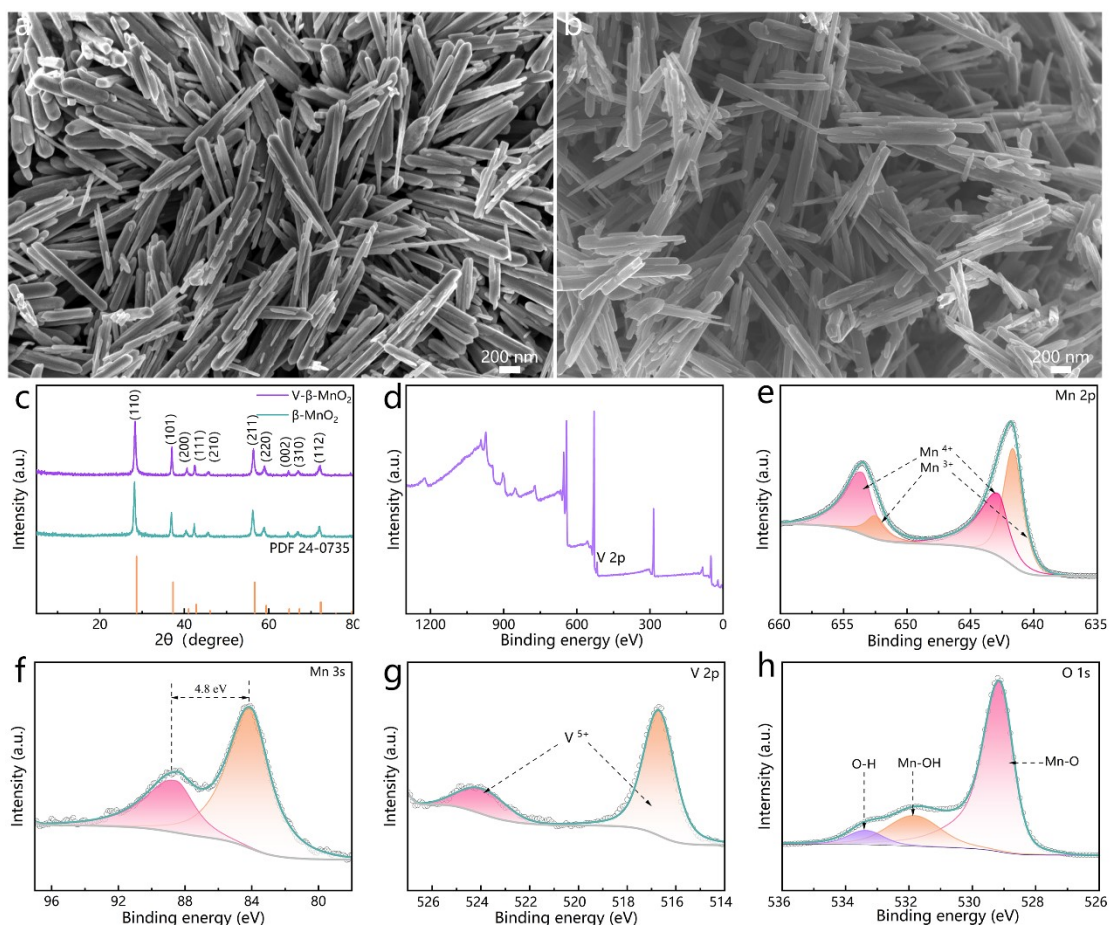 a
200 nm
b
200 nm
c
V-β-MnO₂
β-MnO₂
(110)
(101)
(200)
(111)
(210)
(211)
(220)
(002)
(310)
(112)
PDF 24-0735
Intensity (a.u.)
20 40 60 80
2θ (degree)
d
V 2p
Intensity (a.u.)
1200 900 600 300 0
Binding energy (eV)
e
Mn 2p
Mn 4+
Mn 3+
Intensity (a.u.)
660 655 650 645 640 635
Binding energy (eV)
f
Mn 3s
4.8 eV
Intensity (a.u.)
96 92 88 84 80
Binding energy (eV)
g
V 2p
V 5+
Intensity (a.u.)
526 524 522 520 518 516 514
Binding energy (eV)
h
O 1s
O-H
Mn-OH
Mn-O
Internsity (a.u.)
536 534 532 530 528 526
Binding energy (eV)